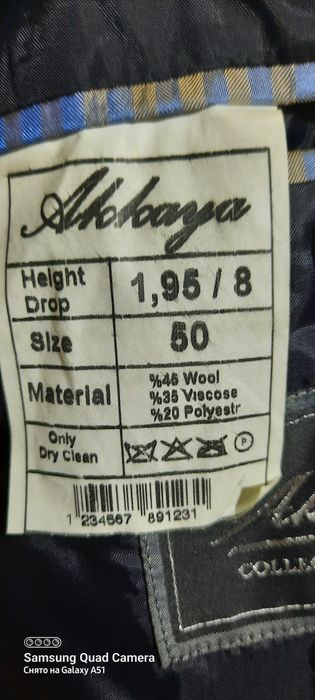 Akkaya
Height Drop 1,95 / 8
Size 50
Material %45 Wool
%35 Viscose
%20 Polyestr
Only Dry Clean P
1 234567 891231
COLLE
Samsung Quad Camera
Снято на Galaxy A51